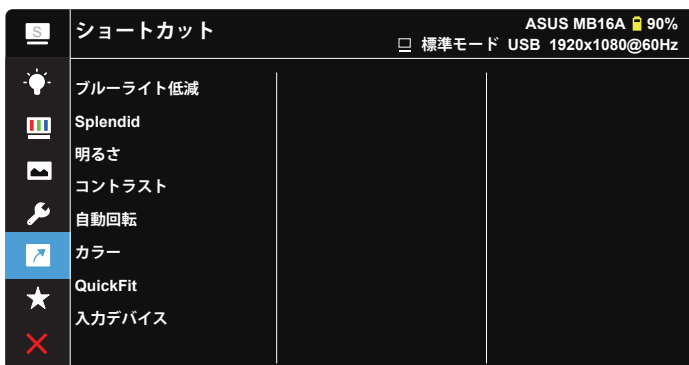 S
ショートカット
ASUS MB16A 90%
標準モード USB 1920x1080@60Hz
ブルーライト低減
Splendid
明るさ
コントラスト
自動回転
カラー
QuickFit
入力デバイス